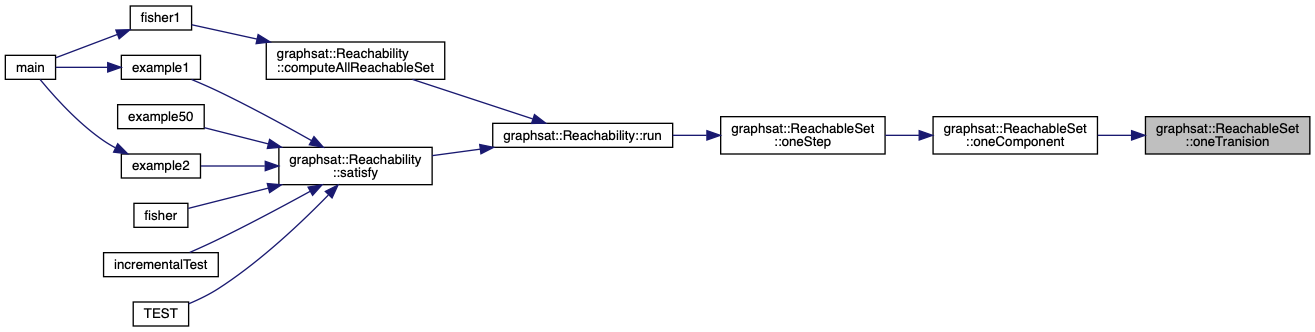 fisher1
graphsat::Reachability
::computeAllReachableSet
main
example1
example50
graphsat::Reachability::run
graphsat::ReachableSet
::oneStep
graphsat::ReachableSet
::oneComponent
graphsat::ReachableSet
::oneTranision
example2
graphsat::Reachability
::satisfy
fisher
incrementalTest
TEST